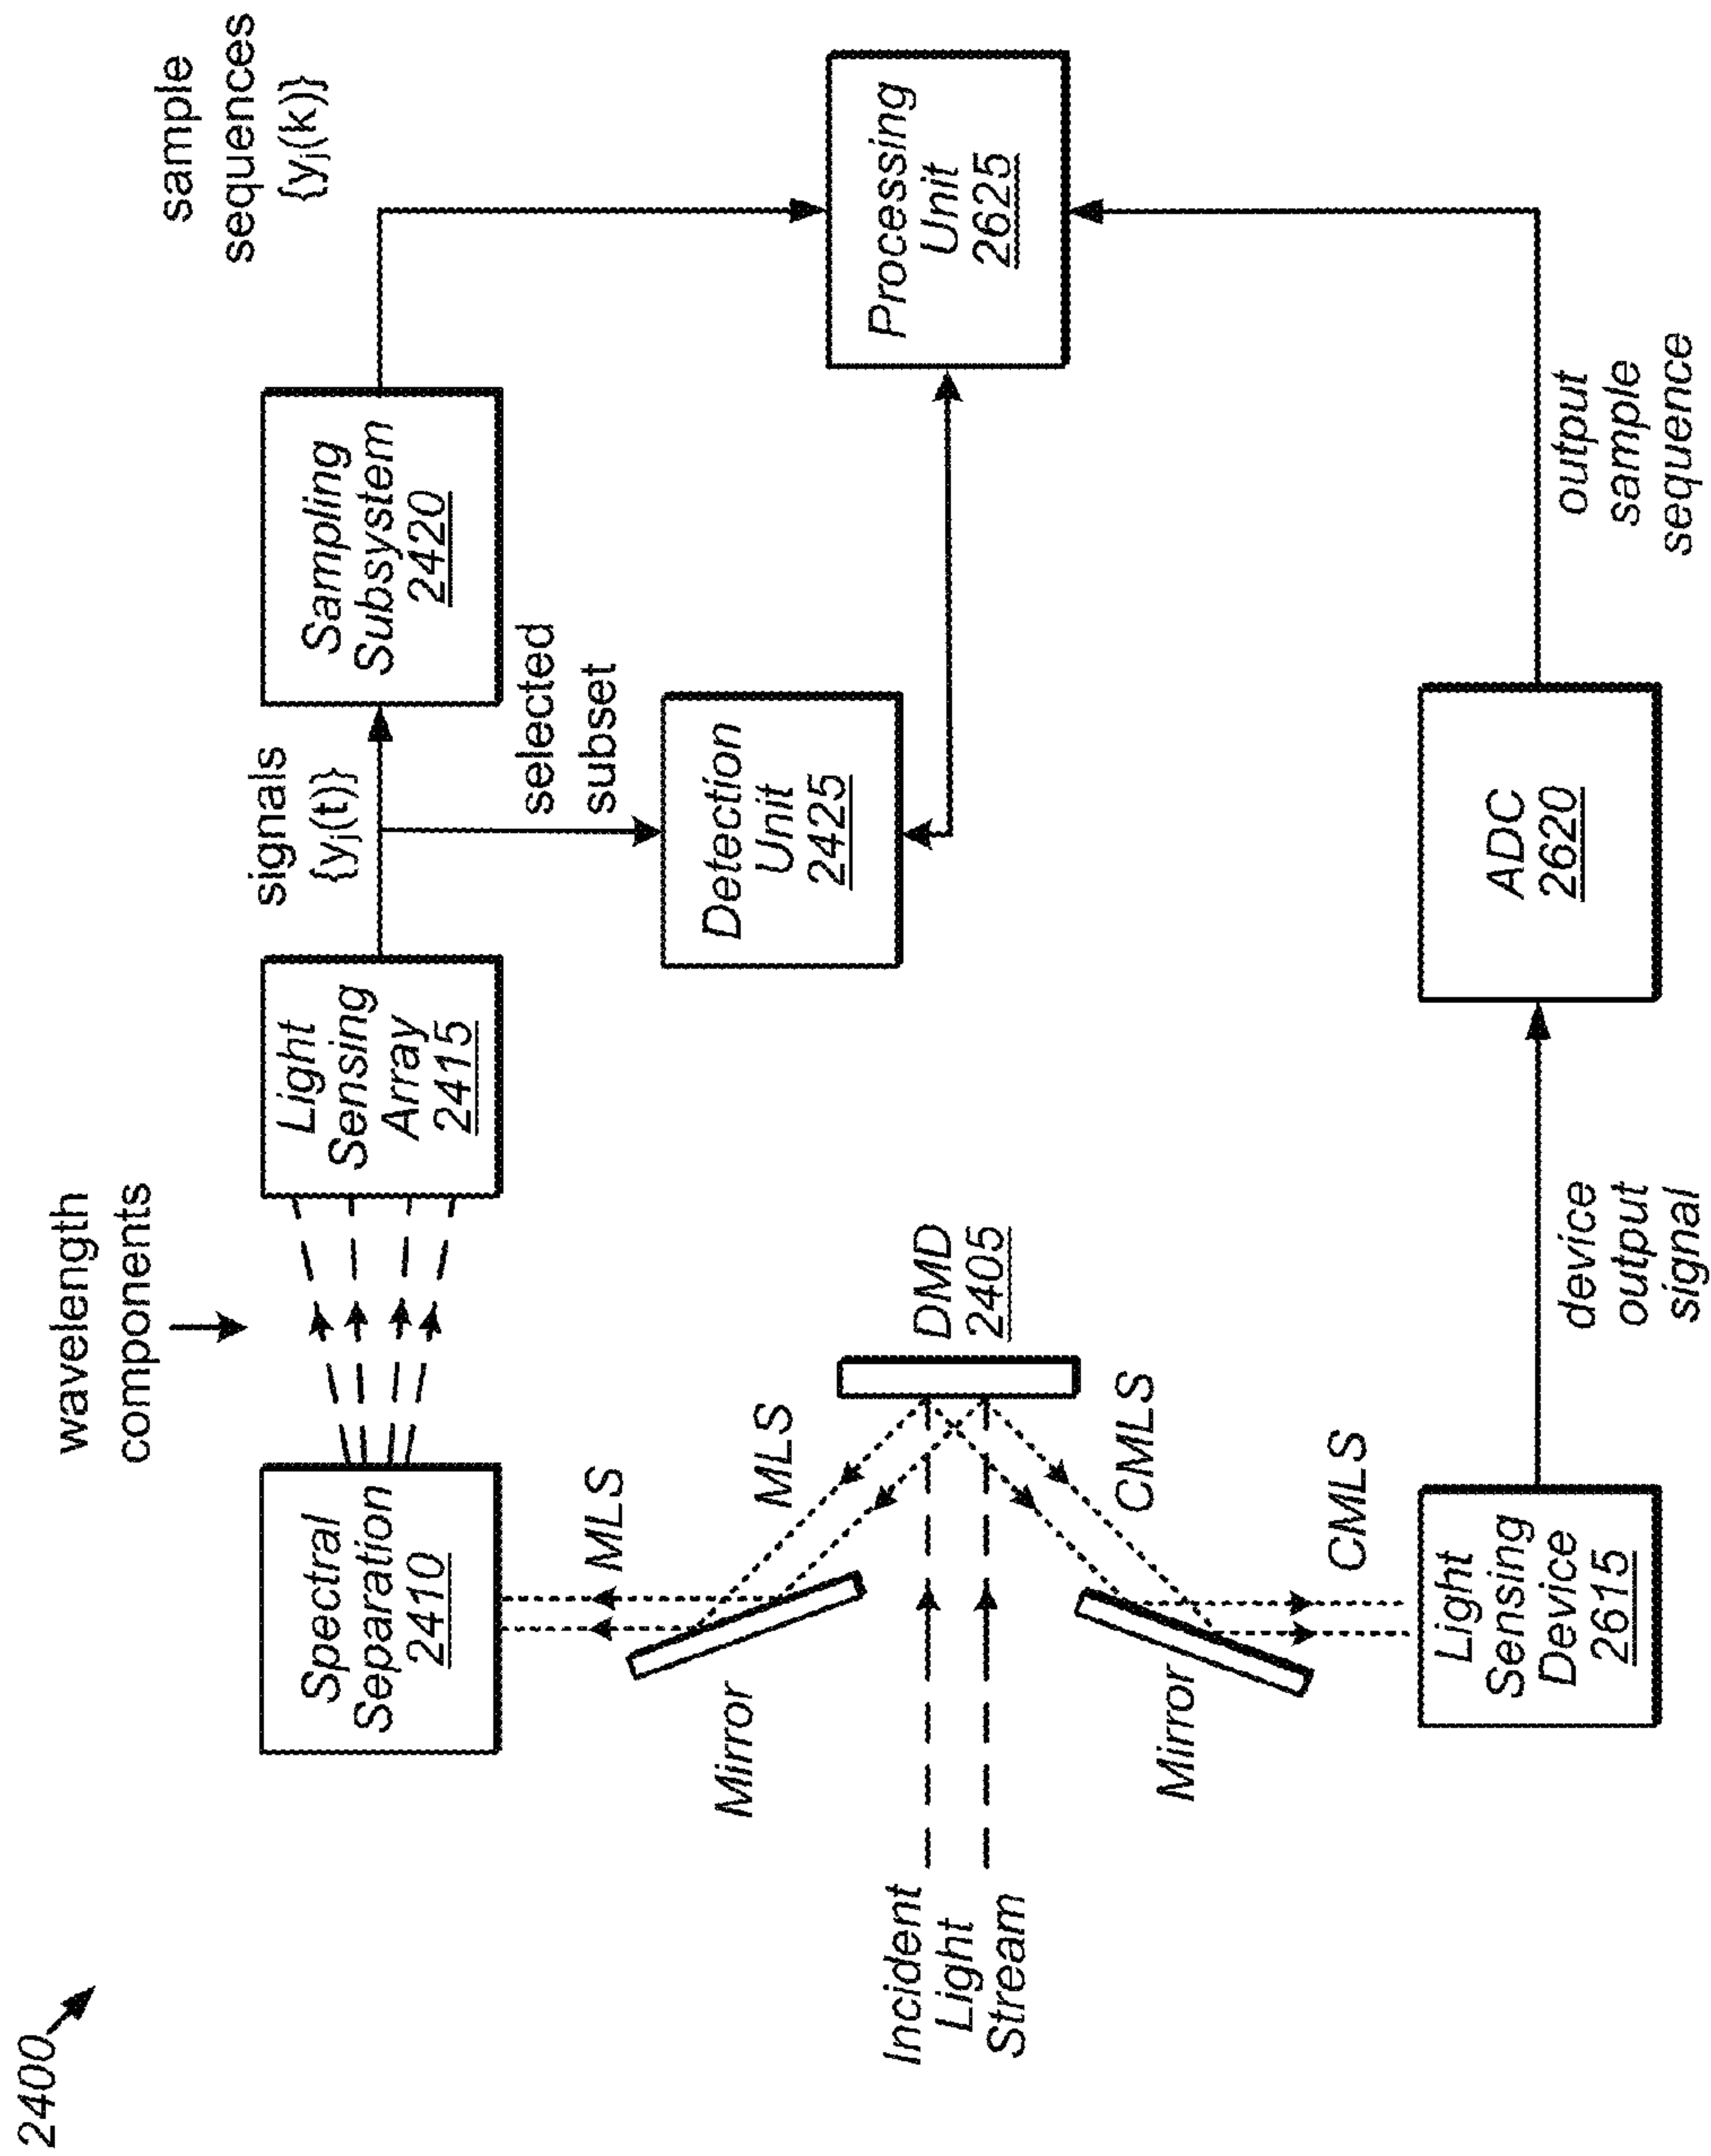 2400
wavelength
components
sample
sequences
{yj(k)}
Spectral
Separation
2410
Light
Sensing
Array
2415
signals
{yj(t)}
Sampling
Subsystem
2420
selected
subset
MLS
MLS
Mirror
Detection
Unit
2425
Processing
Unit
2625
Incident
Light
Stream
DMD
2405
CMLS
Mirror
CMLS
Light
Sensing
Device
2615
device
output
signal
ADC
2620
output
sample
sequence